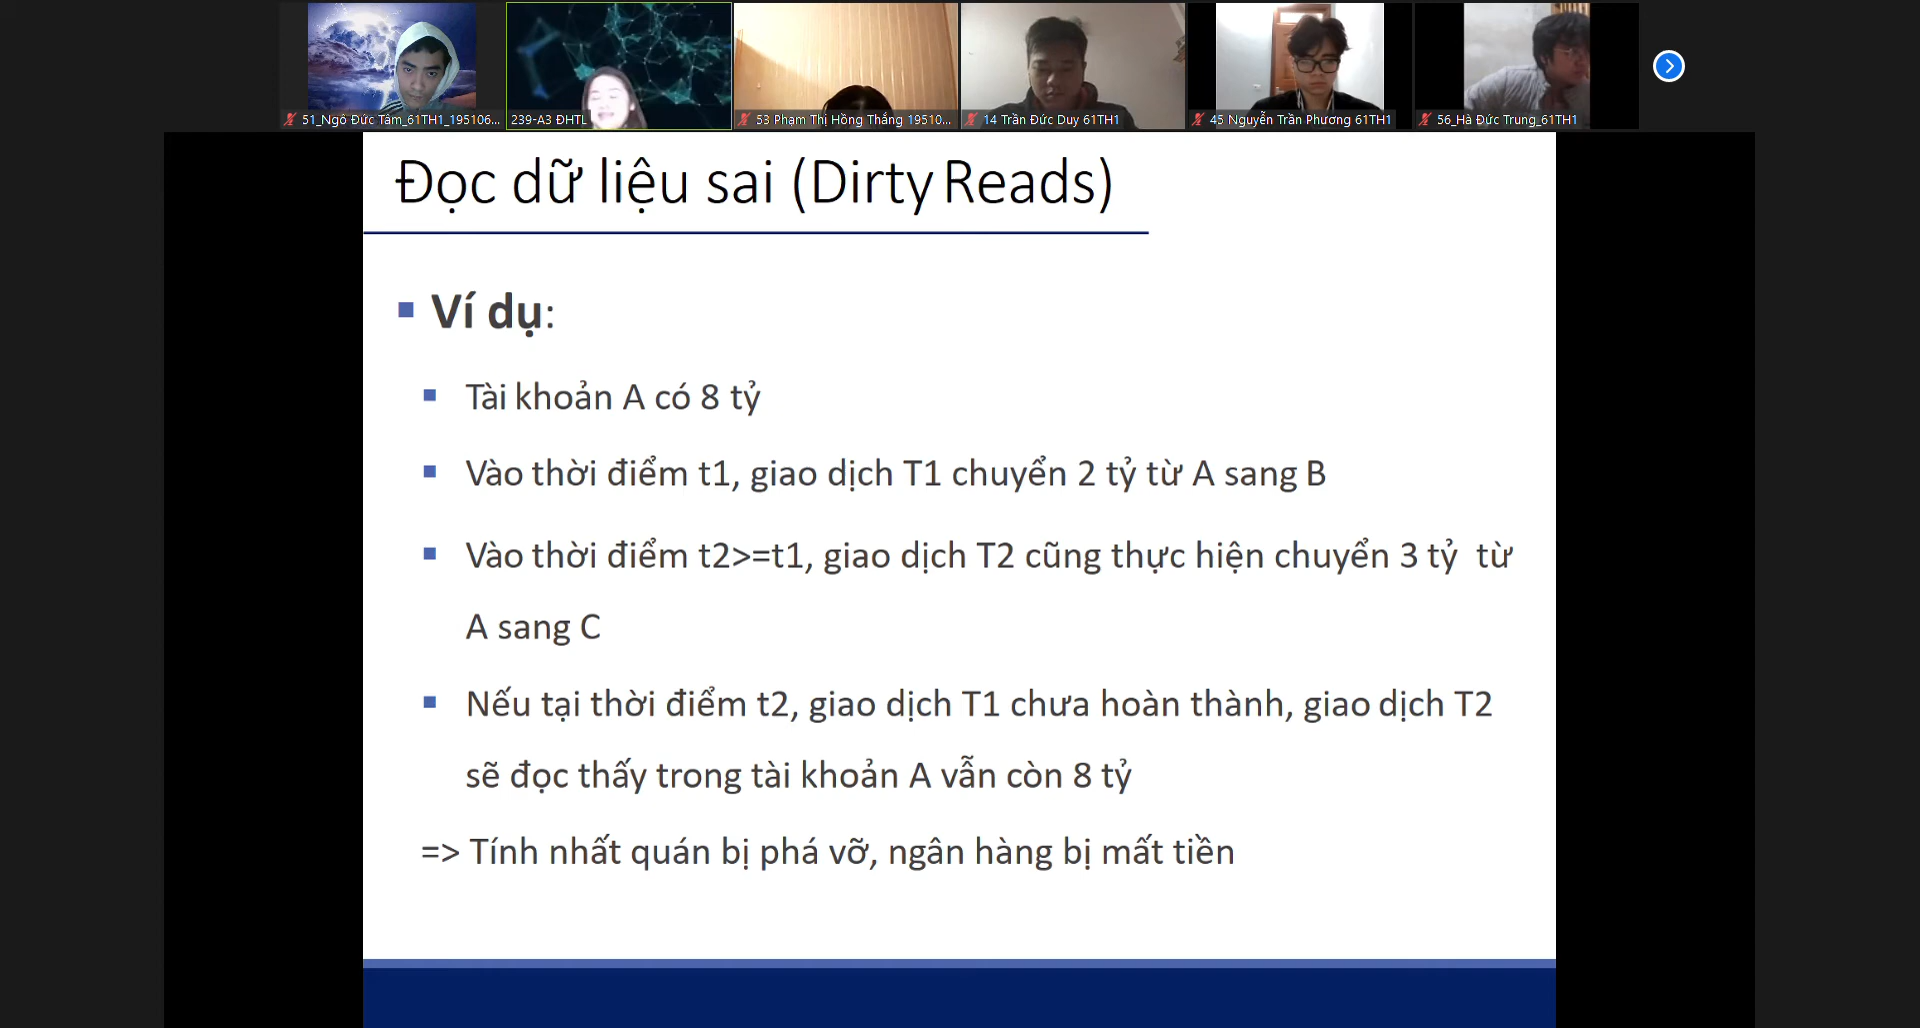 51_Ngô Đức Tâm_61TH1_195106...
239-A3 ĐHTL
53 Phạm Thị Hồng Thắng 19510...
14 Trần Đức Duy 61TH1
45 Nguyễn Trần Phương 61TH1
56_Hà Đức Trung_61TH1
Đọc dữ liệu sai (Dirty Reads)
Ví dụ:
Tài khoản A có 8 tỷ
Vào thời điểm t1, giao dịch T1 chuyển 2 tỷ từ A sang B
Vào thời điểm t2>=t1, giao dịch T2 cũng thực hiện chuyển 3 tỷ từ
A sang C
Nếu tại thời điểm t2, giao dịch T1 chưa hoàn thành, giao dịch T2
sẽ đọc thấy trong tài khoản A vẫn còn 8 tỷ
=> Tính nhất quán bị phá vỡ, ngân hàng bị mất tiền